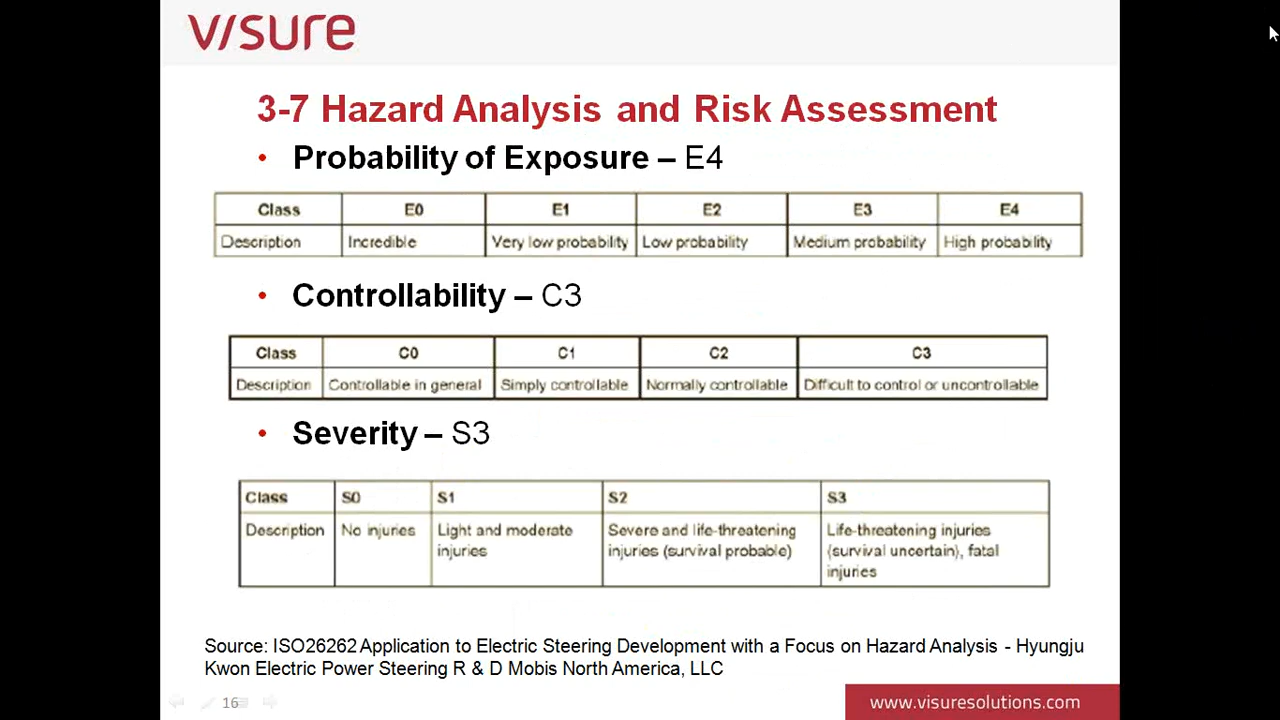 visure
3-7 Hazard Analysis and Risk Assessment
• Probability of Exposure – E4
Class E0 E1 E2 E3 E4
Description Incredible Very low probability Low probability Medium probability High probability
• Controllability – C3
Class C0 C1 C2 C3
Description Controllable in general Simply controllable Normally controllable Difficult to control or uncontrollable
• Severity – S3
Class S0 S1 S2 S3
Description No injuries Light and moderate injuries Severe and life-threatening injuries (survival probable) Life-threatening injuries (survival uncertain), fatal injuries
Source: ISO26262 Application to Electric Steering Development with a Focus on Hazard Analysis - Hyungju
Kwon Electric Power Steering R & D Mobis North America, LLC
16
www.visuresolutions.com